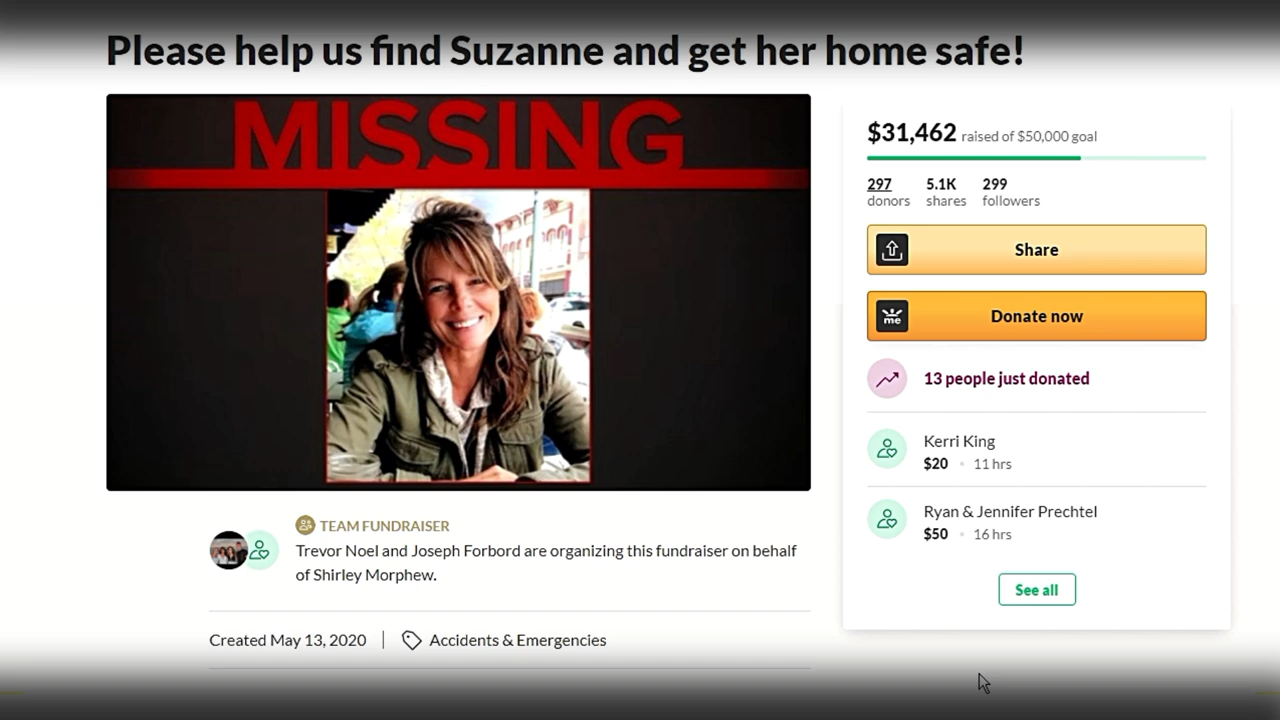 Please help us find Suzanne and get her home safe!
MISSING
$31,462 raised of $50,000 goal
297 5.1K 299
donors shares followers
Share
me Donate now
13 people just donated
Kerri King
$20 • 11 hrs
Ryan & Jennifer Prechtel
$50 • 16 hrs
See all
TEAM FUNDRAISER
Trevor Noel and Joseph Forbord are organizing this fundraiser on behalf
of Shirley Morphew.
Created May 13, 2020 | Accidents & Emergencies